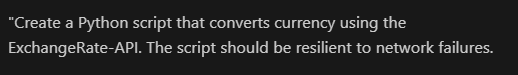 "Create a Python script that converts currency using the
ExchangeRate-API. The script should be resilient to network failures.